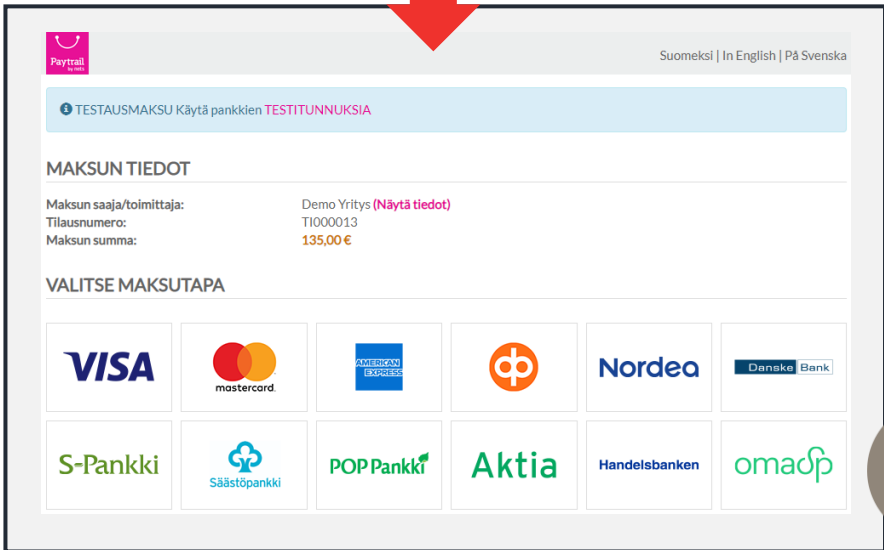 Paytrail
by nets
Suomeksi | In English | På Svenska
TESTAUSMAKSU Käytä pankkien TESTITUNNUKSIA
MAKSUN TIEDOT
Maksun saaja/toimittaja: Demo Yritys (Näytä tiedot)
Tilausnumero: TI000013
Maksun summa: 135,00 €
VALITSE MAKSUTAPA
VISA
mastercard.
AMERICAN
EXPRESS
op
Nordea
Danske Bank
S-Pankki
Säästöpankki
POP Pankki
Aktia
Handelsbanken
omasp